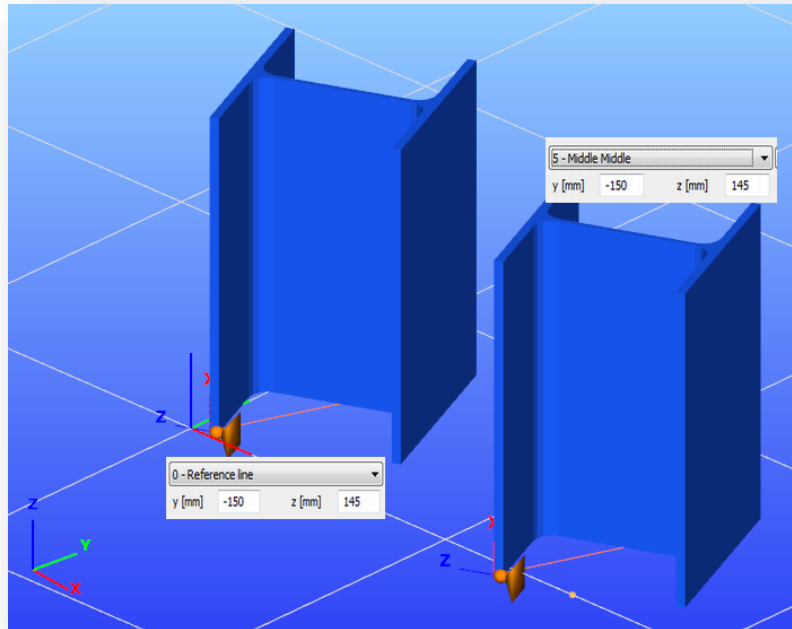 5 - Middle Middle
y [mm] -150 z [mm] 145
X
Z
0 - Reference line
y [mm] -150 z [mm] 145
X
Z
Z
Y
X